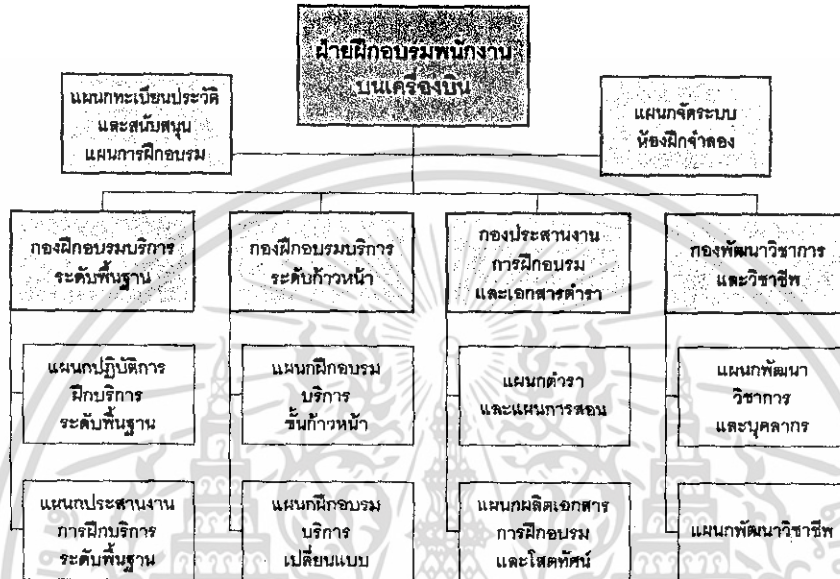 ฝ่ายฝึกอบรมพนักงาน
บนเครื่องบิน
แผนกทะเบียนประวัติ
และสนับสนุน
แผนการฝึกอบรม
แผนกจัดระบบ
ห้องฝึกจำลอง
กองฝึกอบรมบริการ
ระดับพื้นฐาน
กองฝึกอบรมบริการ
ระดับก้าวหน้า
กองประสานงาน
การฝึกอบรม
และเอกสารตำรา
กองพัฒนาวิชาการ
และวิชาชีพ
แผนกปฏิบัติการ
ฝึกบริการ
ระดับพื้นฐาน
แผนกฝึกอบรม
บริการ
ชั้นก้าวหน้า
แผนกตำรา
และแผนการสอน
แผนกพัฒนา
วิชาการ
และบุคลากร
แผนกประสานงาน
การฝึกบริการ
ระดับพื้นฐาน
แผนกฝึกอบรม
บริการ
เปลี่ยนแบบ
แผนกผลิตเอกสาร
การฝึกอบรม
และโสตทัศน์
แผนกพัฒนาวิชาชีพ